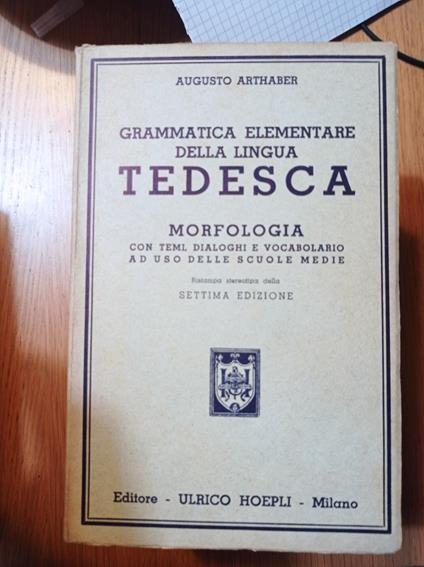 AUGUSTO ARTHABER
GRAMMATICA ELEMENTARE
DELLA LINGUA
TEDESCA
MORFOLOGIA
CON TEMI, DIALOGHI E VOCABOLARIO
AD USO DELLE SCUOLE MEDIE
Ristampa stereotipa della
SETTIMA EDIZIONE
Editore - ULRICO HOEPLI - Milano